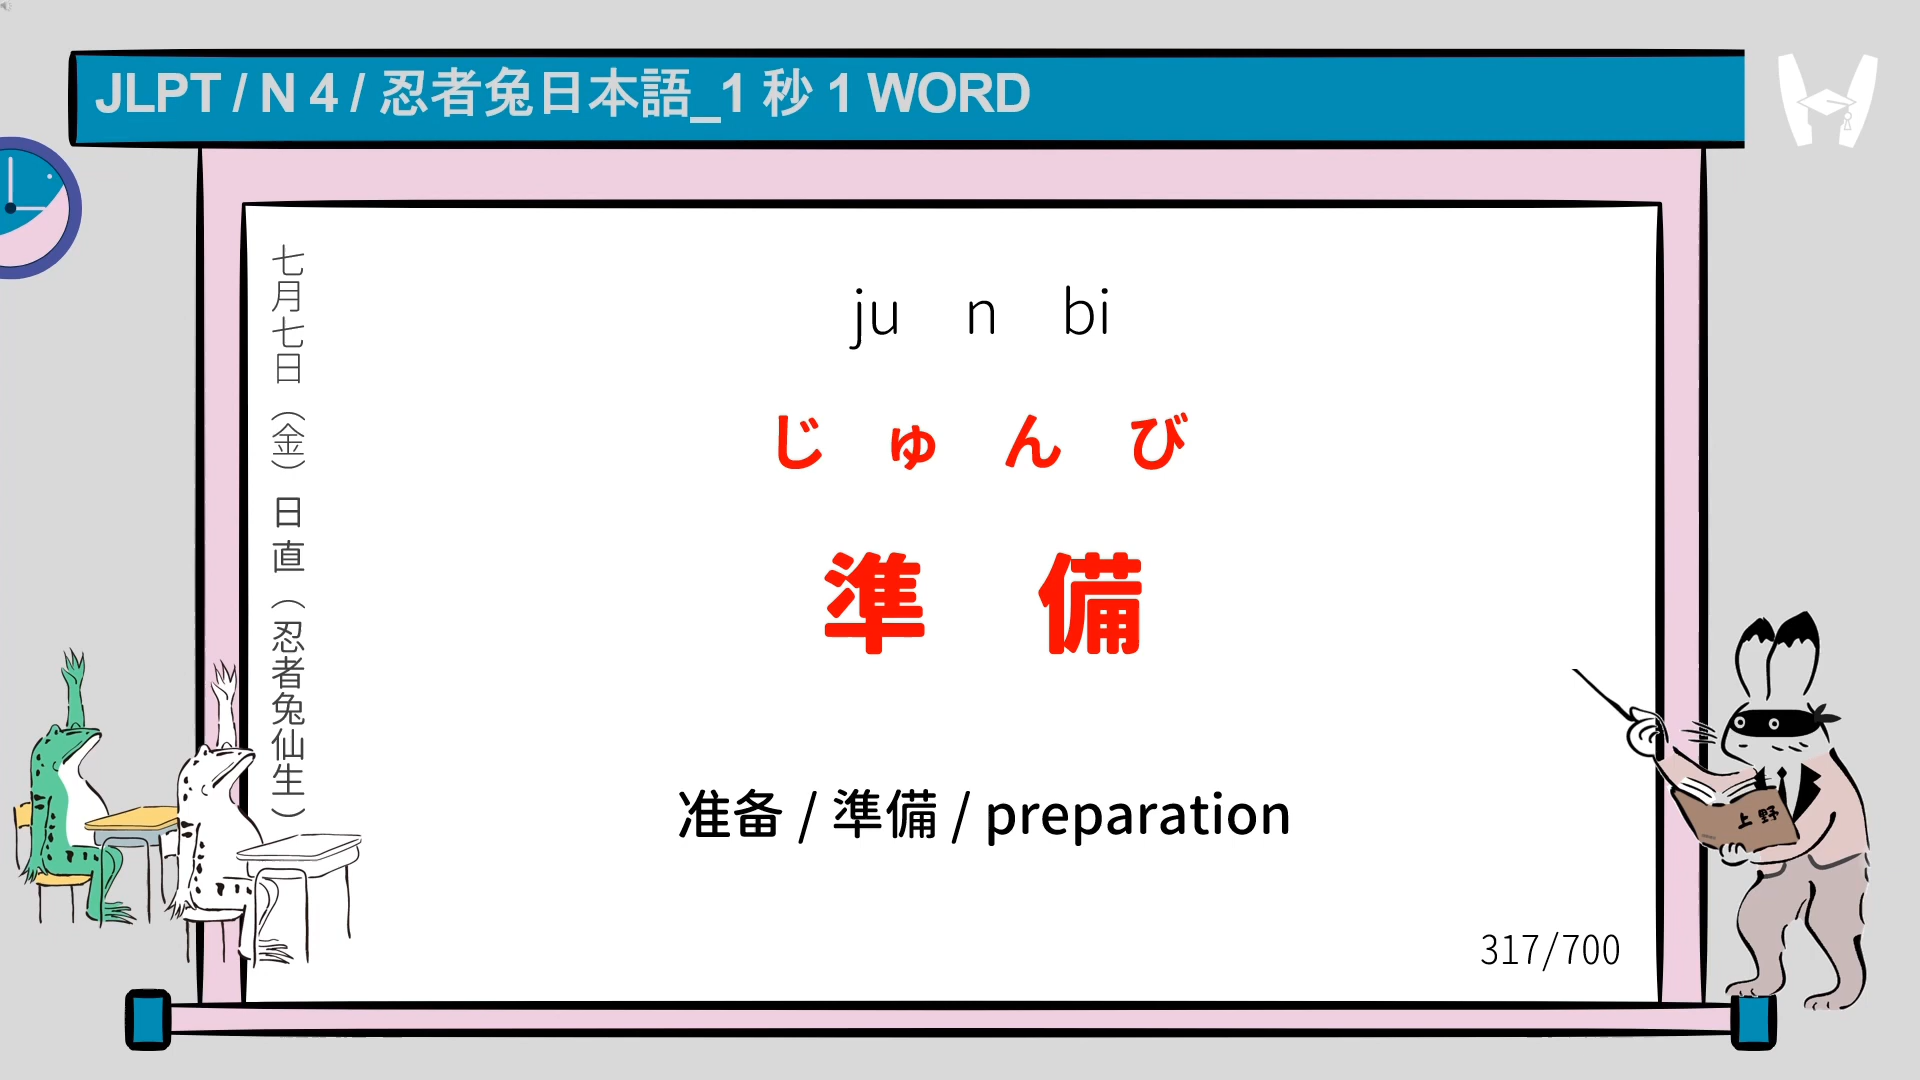 JLPT / N 4 / 忍者兔日本語_1 秒 1 WORD
七月七日（金）日直（忍者兔仙生）
ju n bi
じゅんび
準備
准备 / 準備 / preparation
上野
317/700